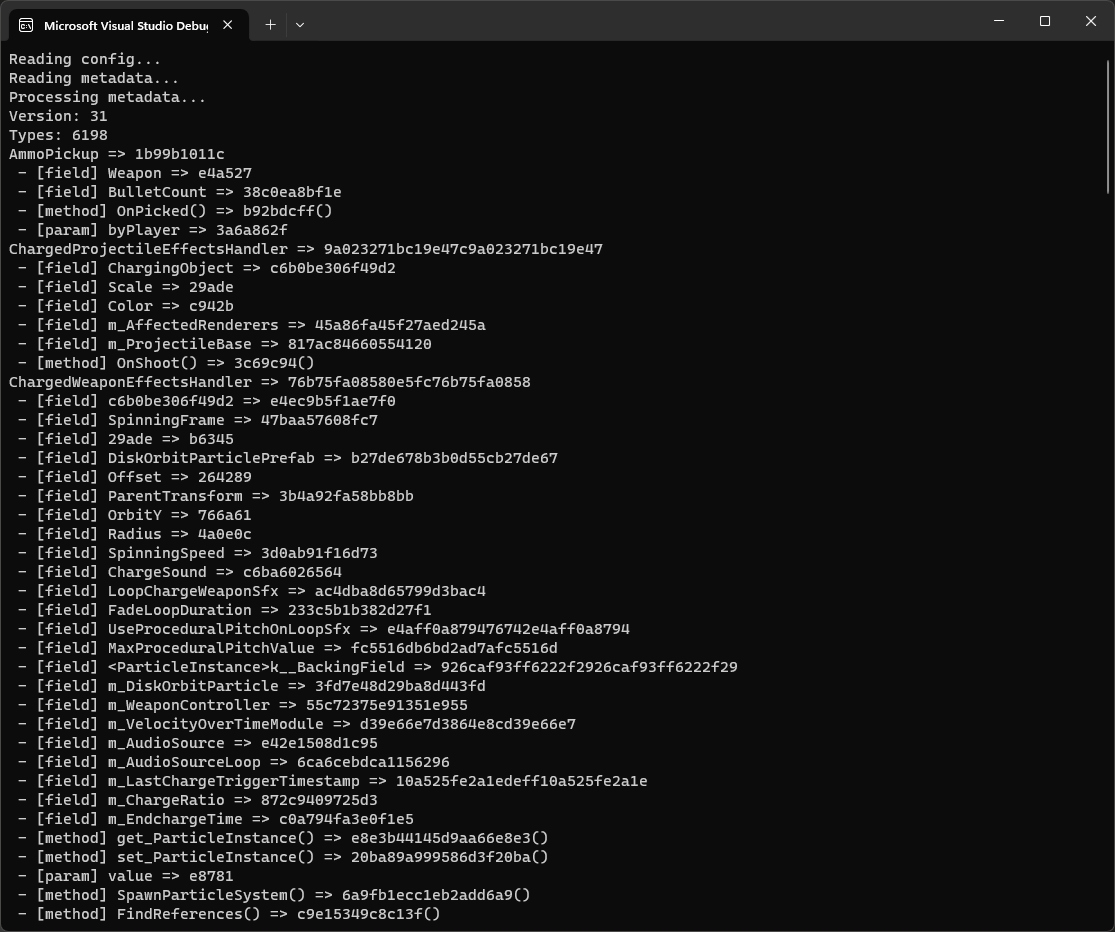 Microsoft Visual Studio Debug
Reading config...
Reading metadata...
Processing metadata...
Version: 31
Types: 6198
AmmoPickup => 1b99b1011c
- [field] Weapon => e4a527
- [field] BulletCount => 38c0ea8bf1e
- [method] OnPicked() => b92bdcff()
- [param] byPlayer => 3a6a862f
ChargedProjectileEffectsHandler => 9a023271bc19e47c9a023271bc19e47
- [field] ChargingObject => c6b0be306f49d2
- [field] Scale => 29ade
- [field] Color => c942b
- [field] m_AffectedRenderers => 45a86fa45f27aed245a
- [field] m_ProjectileBase => 817ac84660554120
- [method] OnShoot() => 3c69c94()
ChargedWeaponEffectsHandler => 76b75fa08580e5fc76b75fa0858
- [field] c6b0be306f49d2 => e4ec9b5f1ae7f0
- [field] SpinningFrame => 47baa57608fc7
- [field] 29ade => b6345
- [field] DiskOrbitParticlePrefab => b27de678b3b0d55cb27de67
- [field] Offset => 264289
- [field] ParentTransform => 3b4a92fa58bb8bb
- [field] OrbitY => 766a61
- [field] Radius => 4a0e0c
- [field] SpinningSpeed => 3d0ab91f16d73
- [field] ChargeSound => c6ba6026564
- [field] LoopChargeWeaponSfx => ac4dba8d65799d3bac4
- [field] FadeLoopDuration => 233c5b1b382d27f1
- [field] UseProceduralPitchOnLoopSfx => e4aff0a879476742e4aff0a8794
- [field] MaxProceduralPitchValue => fc5516db6bd2ad7afc5516d
- [field] <ParticleInstance>k__BackingField => 926caf93ff6222f2926caf93ff6222f29
- [field] m_DiskOrbitParticle => 3fd7e48d29ba8d443fd
- [field] m_WeaponController => 55c72375e91351e955
- [field] m_VelocityOverTimeModule => d39e66e7d3864e8cd39e66e7
- [field] m_AudioSource => e42e1508d1c95
- [field] m_AudioSourceLoop => 6ca6cebdca1156296
- [field] m_LastChargeTriggerTimestamp => 10a525fe2a1edeff10a525fe2a1e
- [field] m_ChargeRatio => 872c9409725d3
- [field] m_EndchargeTime => c0a794fa3e0f1e5
- [method] get_ParticleInstance() => e8e3b44145d9aa66e8e3()
- [method] set_ParticleInstance() => 20ba89a999586d3f20ba()
- [param] value => e8781
- [method] SpawnParticleSystem() => 6a9fb1ecc1eb2add6a9()
- [method] FindReferences() => c9e15349c8c13f()